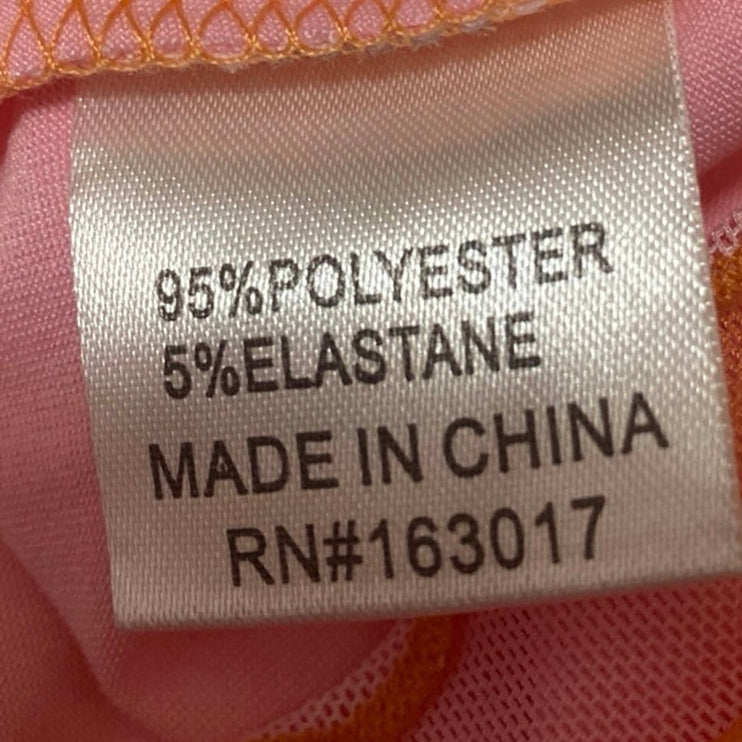 95%POLYESTER
5%ELASTANE
MADE IN CHINA
RN#163017